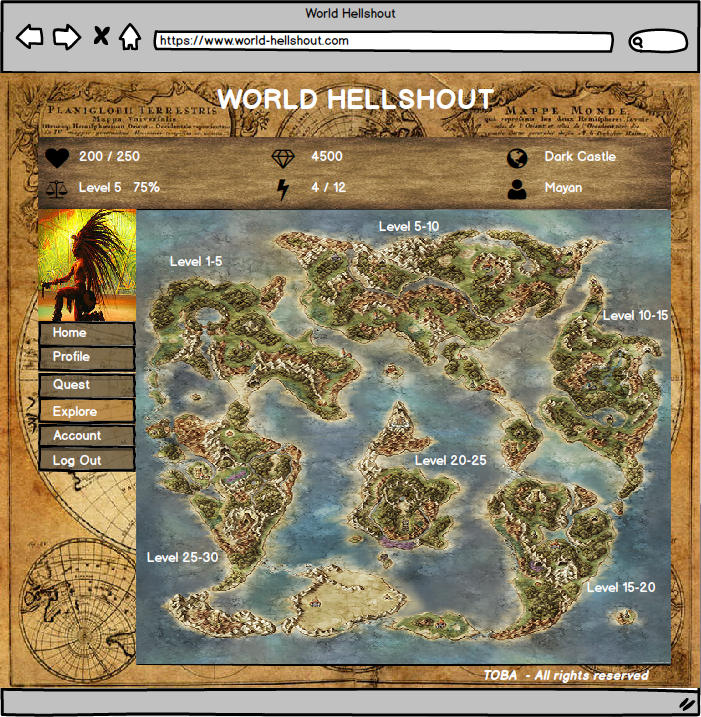 World Hellshout
https://www.world-hellshout.com
WORLD HELLSHOUT
PLANIGLOBII TERRESTRIS
MAPPE MONDE
200 / 250
4500
Dark Castle
Level 5 75%
4 / 12
Mayan
Level 5-10
Level 1-5
Level 10-15
Home
Profile
Quest
Explore
Account
Log Out
Level 20-25
Level 25-30
Level 15-20
TOBA - All rights reserved